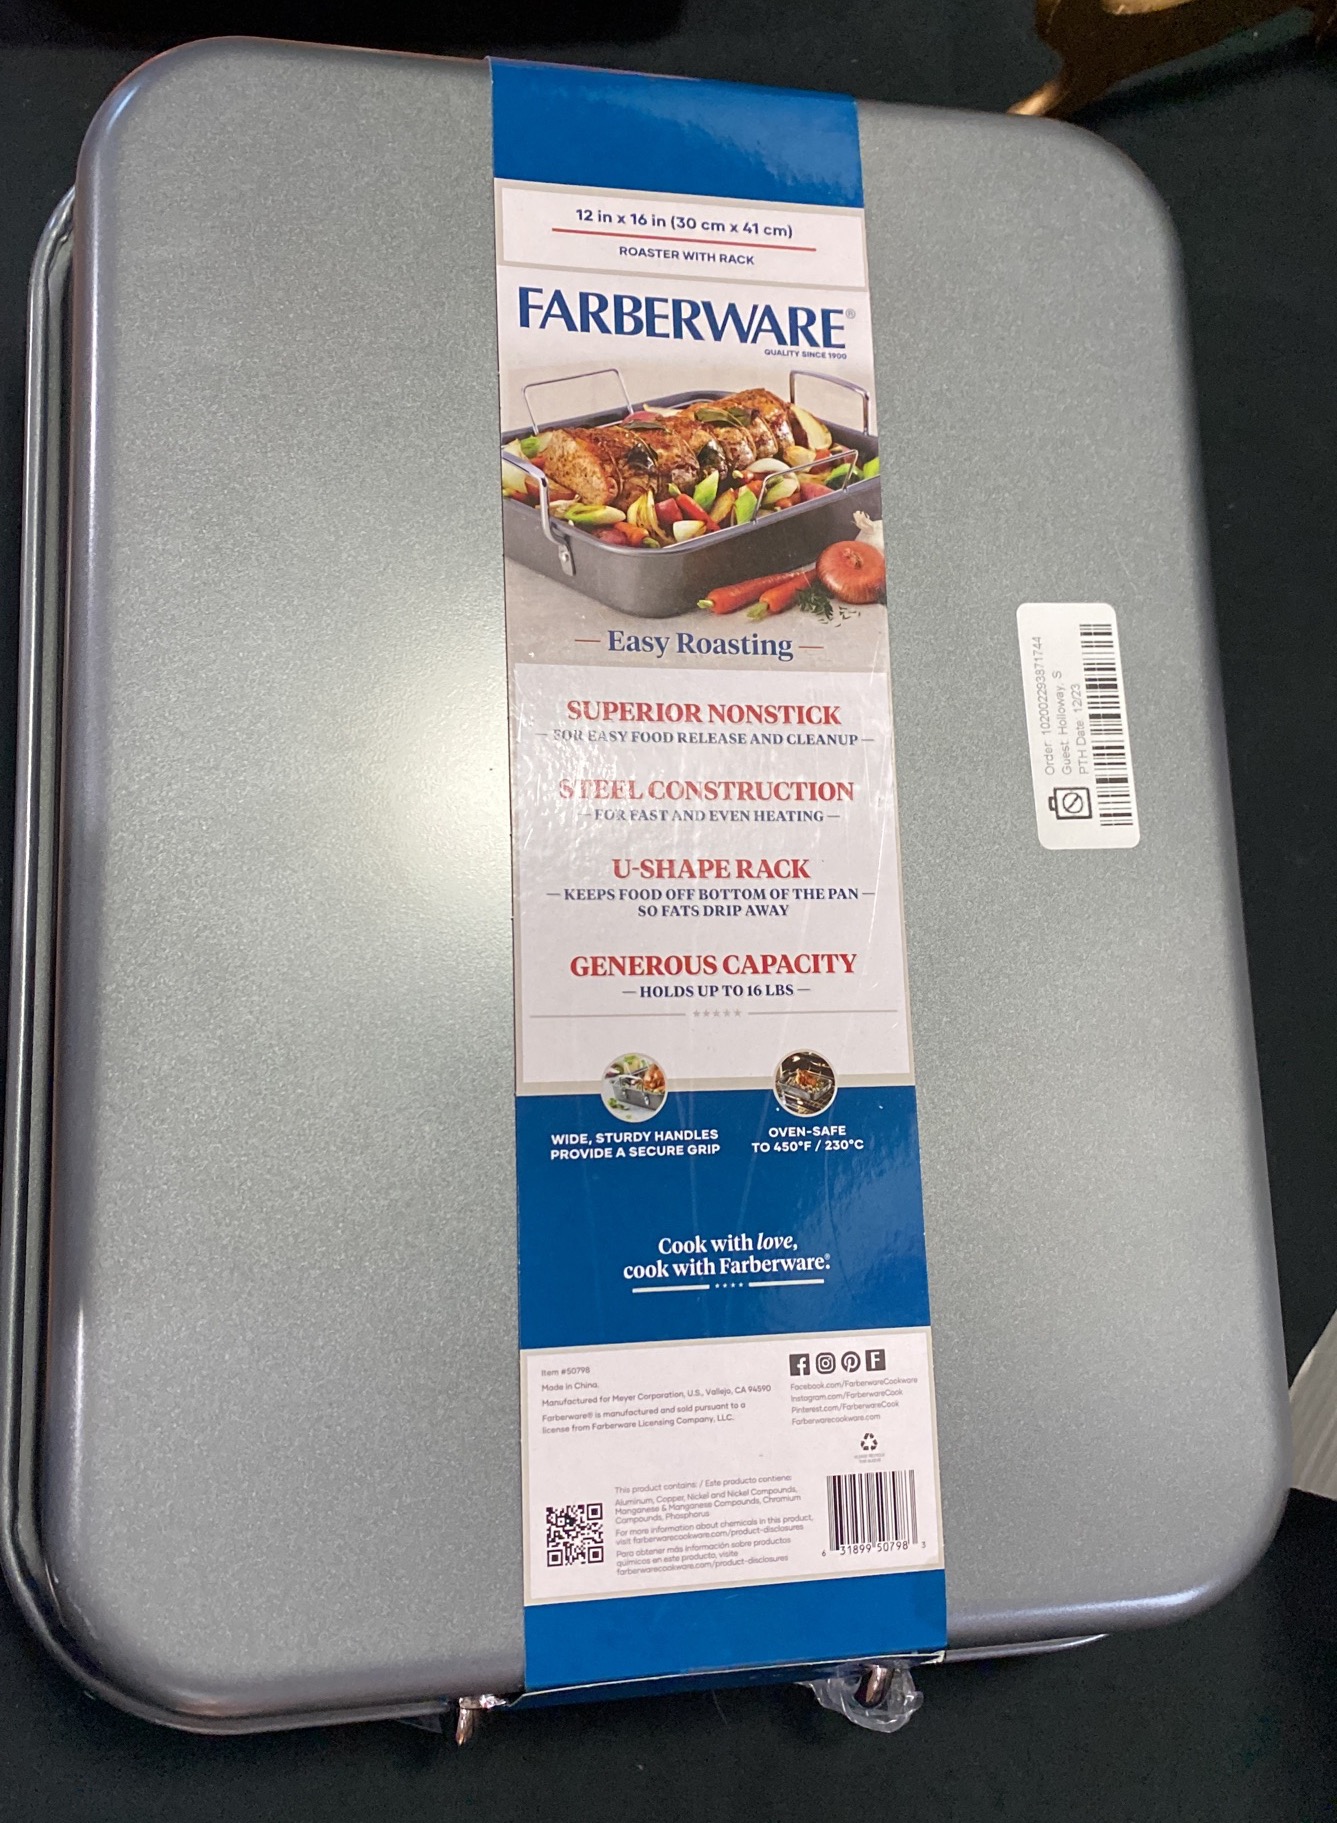 12 in x 16 in (30 cm x 41 cm)
ROASTER WITH RACK
FARBERWARE®
QUALITY SINCE 1900
— Easy Roasting —
SUPERIOR NONSTICK
— FOR EASY FOOD RELEASE AND CLEANUP —
STEEL CONSTRUCTION
— FOR FAST AND EVEN HEATING —
U-SHAPE RACK
— KEEPS FOOD OFF BOTTOM OF THE PAN —
SO FATS DRIP AWAY
GENEROUS CAPACITY
— HOLDS UP TO 16 LBS —
WIDE, STURDY HANDLES
PROVIDE A SECURE GRIP
OVEN-SAFE
TO 450°F / 230°C
Cook with love,
cook with Farberware.®
Item #50798
Made in China.
Manufactured for Meyer Corporation, U.S., Vallejo, CA 94590
Farberware® is manufactured and sold pursuant to a
license from Farberware Licensing Company, LLC.
F
Facebook.com/FarberwareCookware
Instagram.com/FarberwareCook
Pinterest.com/FarberwareCook
Farberwarecookware.com
This product contains: / Este producto contiene:
Aluminum, Copper, Nickel and Nickel Compounds,
Manganese & Manganese Compounds, Chromium
Compounds, Phosphorus
For more information about chemicals in this product,
visit farberwarecookware.com/product-disclosures
Para obtener más información sobre productos
químicos en este producto, visite
farberwarecookware.com/product-disclosures
6 31899 50798 3
Order: 1020022938717​44
Guest: Holloway, S
PTH Date: 12/23